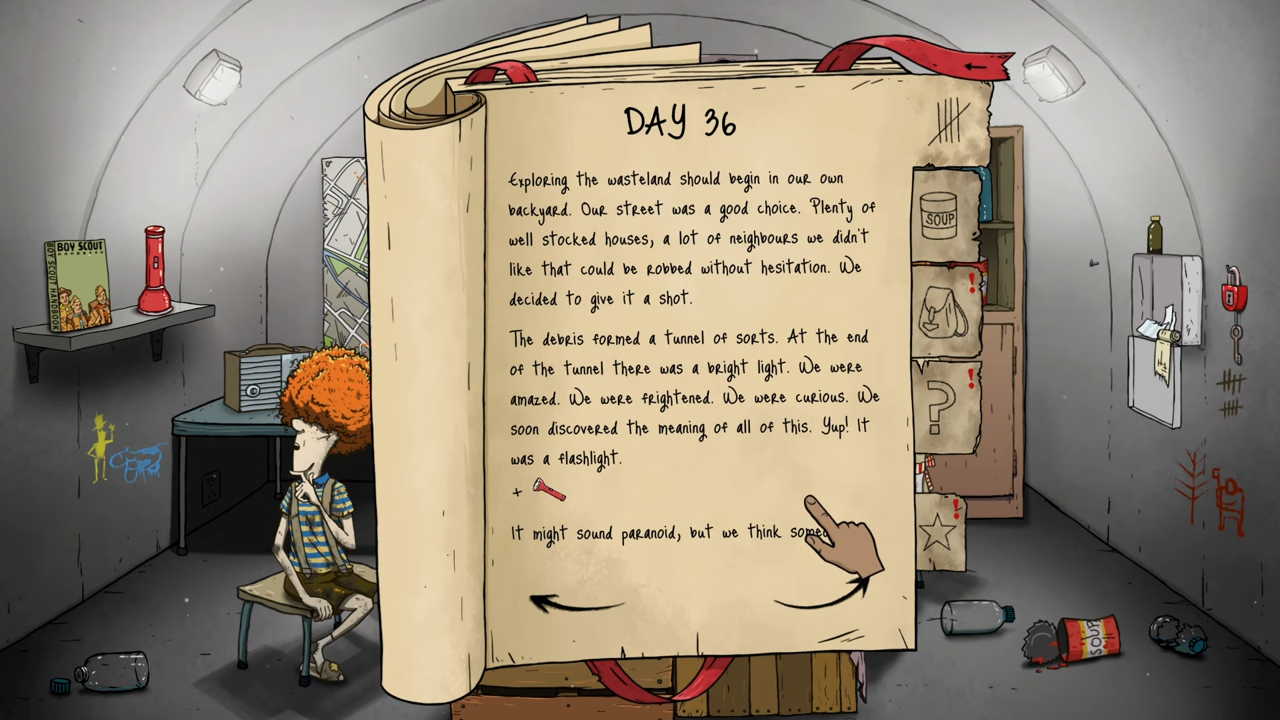 DAY 36
Exploring the wasteland should begin in our own
backyard. Our street was a good choice. Plenty of
well stocked houses, a lot of neighbours we didn't
like that could be robbed without hesitation. We
decided to give it a shot.
The debris formed a tunnel of sorts. At the end
of the tunnel there was a bright light. We were
amazed. We were frightened. We were curious. We
soon discovered the meaning of all of this. Yup! It
was a flashlight.
+
It might sound paranoid, but we think
SOUP
!
?
!
!
BOY SCOUT
BOY SCOUT HANDBOOK
SOUP